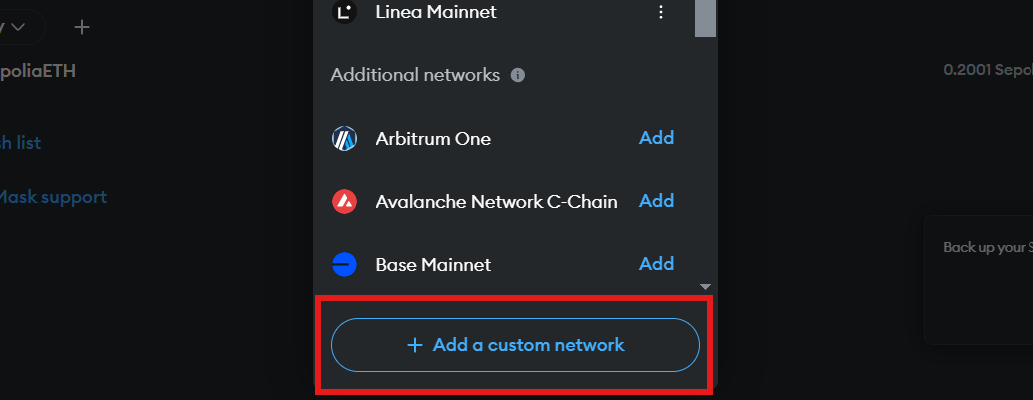 Linea Mainnet
poliaETH
0.2001 Sepol
Additional networks
Arbitrum One Add
h list
Mask support
Avalanche Network C-Chain Add
Back up your S
Base Mainnet Add
+ Add a custom network